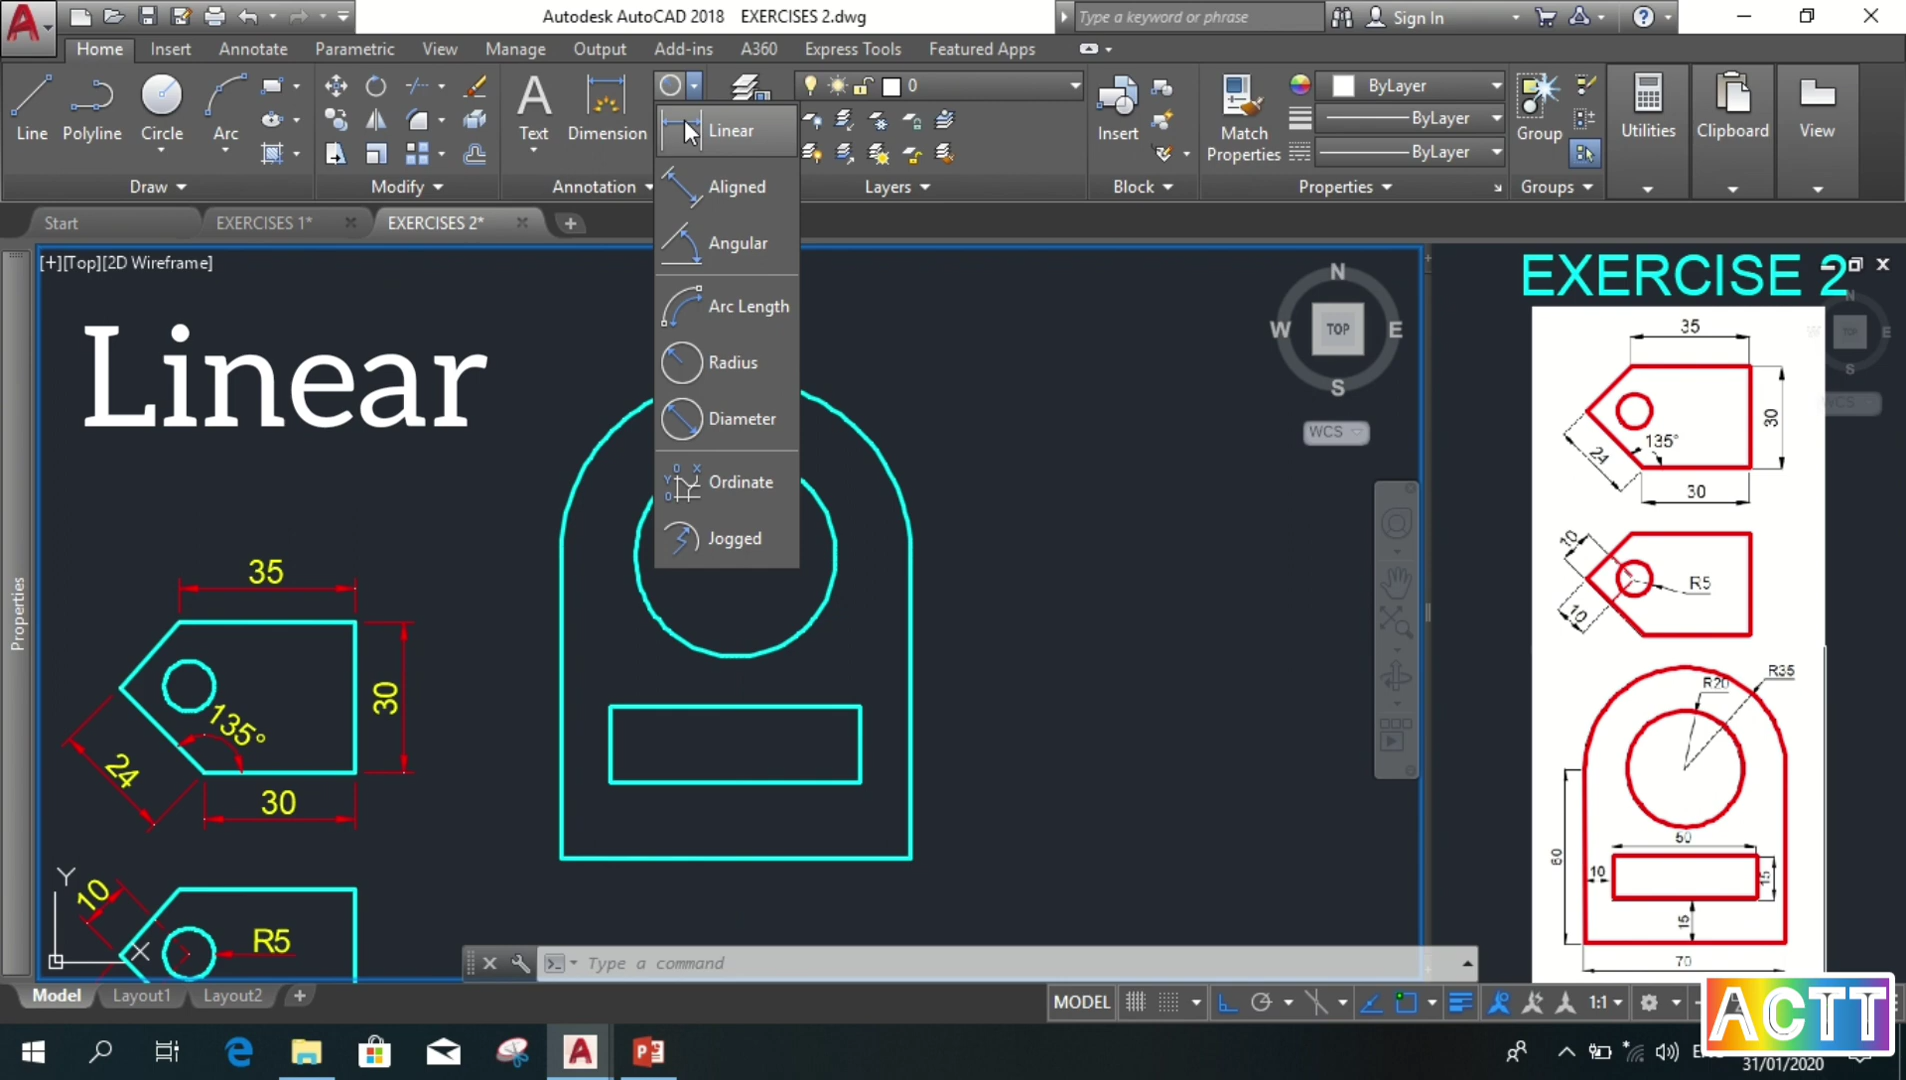 Autodesk AutoCAD 2018 EXERCISES 2.dwg
Type a keyword or phrase
Sign In
Home Insert Annotate Parametric View Manage Output Add-ins A360 Express Tools Featured Apps
Line Polyline Circle Arc
Text Dimension
0
Insert
Match Properties
ByLayer
ByLayer
ByLayer
Group
Utilities
Clipboard
View
Draw Modify Annotation Layers Block Properties Groups
Linear
Aligned
Angular
Arc Length
Radius
Diameter
Ordinate
Jogged
Start EXERCISES 1* EXERCISES 2*
[+][Top][2D Wireframe]
Linear
N
W TOP E
S
WCS
EXERCISE 2
N
TOP E
S
WCS
Properties
35
30
135°
24
30
10
R5
Y
X
35
30
135°
24
30
10
R5
10
R35
R20
60
50
10
15
15
70
Type a command
Model Layout1 Layout2
MODEL
1:1
ACTT
31/01/2020